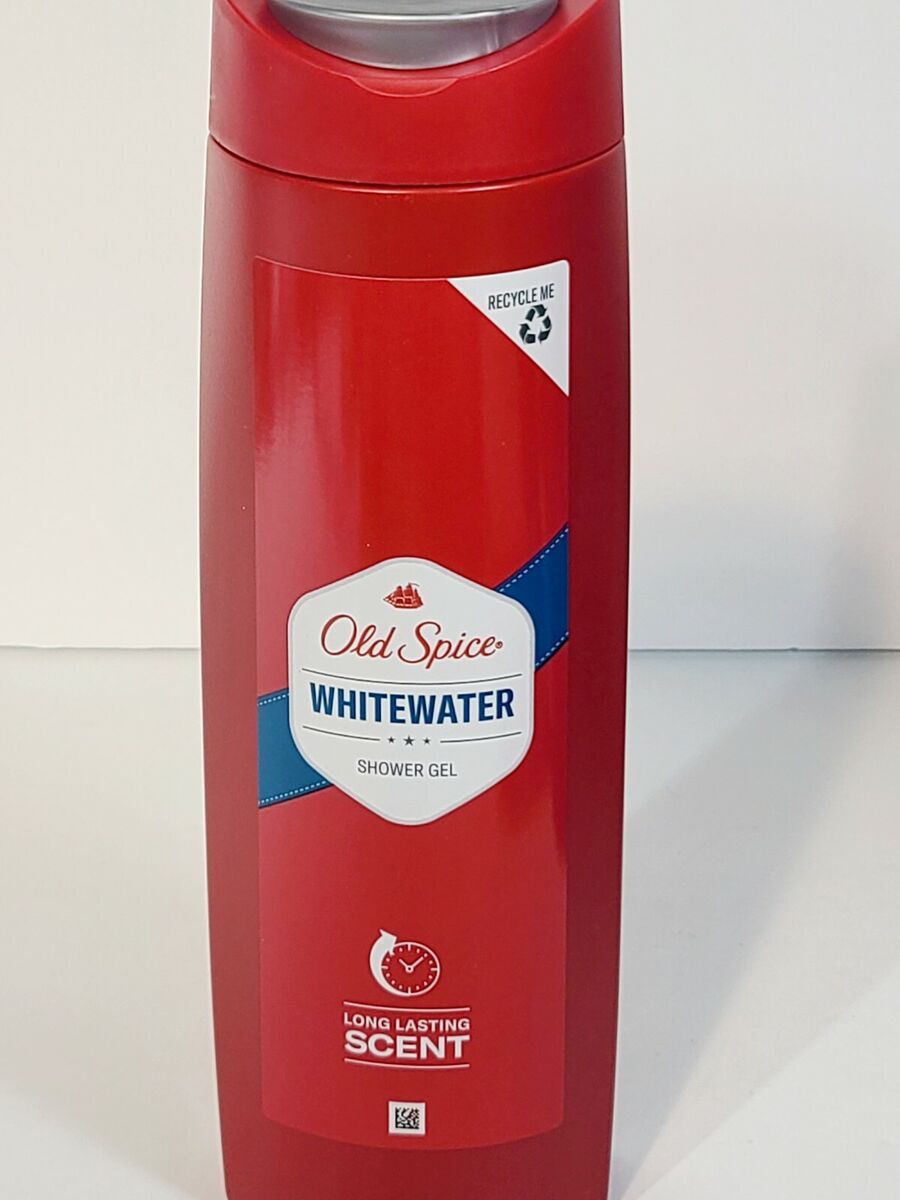 RECYCLE ME
Old Spice®
WHITEWATER
SHOWER GEL
LONG LASTING
SCENT